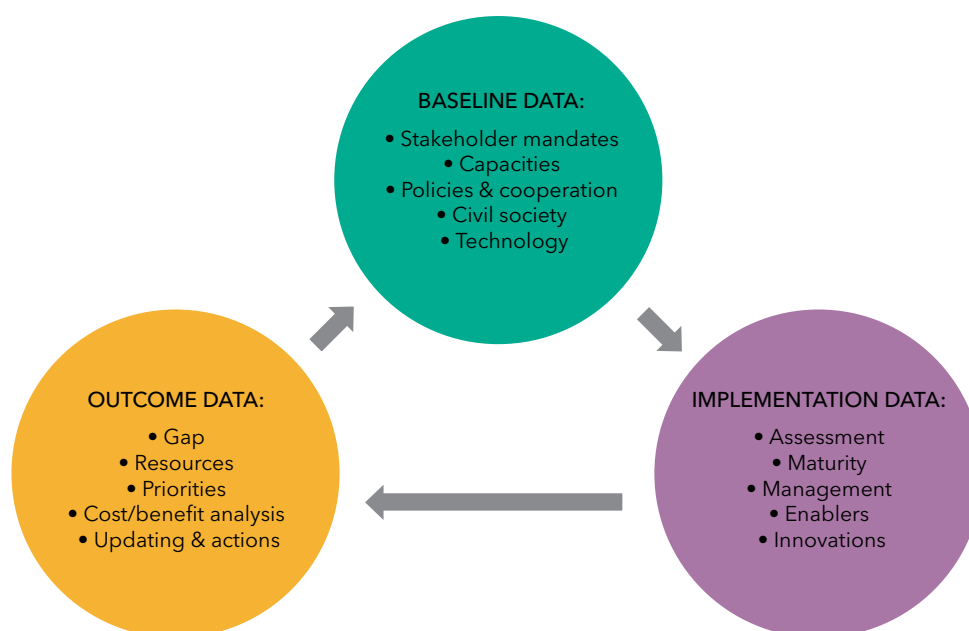 BASELINE DATA:
• Stakeholder mandates
• Capacities
• Policies & cooperation
• Civil society
• Technology
OUTCOME DATA:
• Gap
• Resources
• Priorities
• Cost/benefit analysis
• Updating & actions
IMPLEMENTATION DATA:
• Assessment
• Maturity
• Management
• Enablers
• Innovations